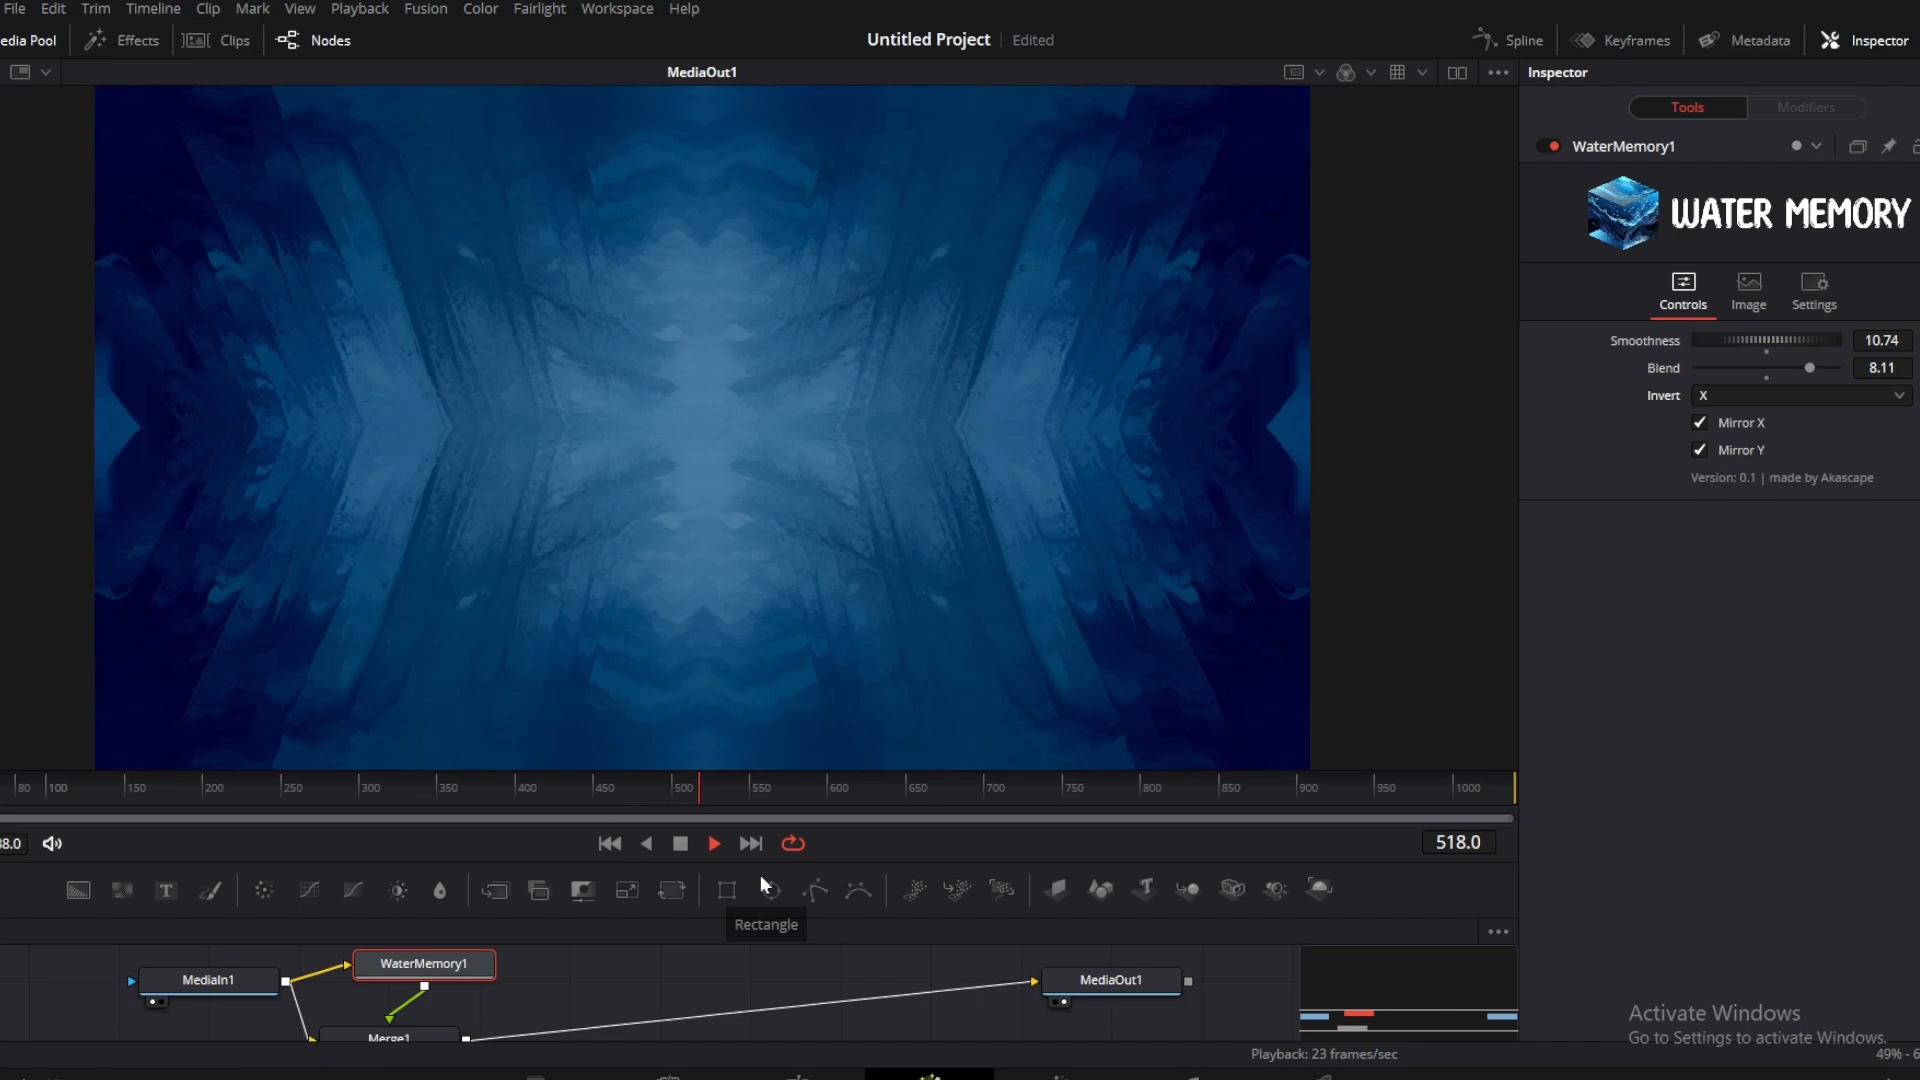 File Edit Trim Timeline Clip Mark View Playback Fusion Color Fairlight Workspace Help
edia Pool Effects Clips Nodes Untitled Project Edited Spline Keyframes Metadata Inspector
MediaOut1 Inspector
Tools Modifiers
WaterMemory1
WATER MEMORY
Controls Image Settings
Smoothness 10.74
Blend 8.11
Invert X
Mirror X
Mirror Y
Version: 0.1 | made by Akascape
80 100 150 200 250 300 350 400 450 500 550 600 650 700 750 800 850 900 950 1000
38.0 518.0
T
Rectangle
MediaIn1 WaterMemory1 MediaOut1
Merge1
Activate Windows
Go to Settings to activate Windows.
Playback: 23 frames/sec 49% - 6